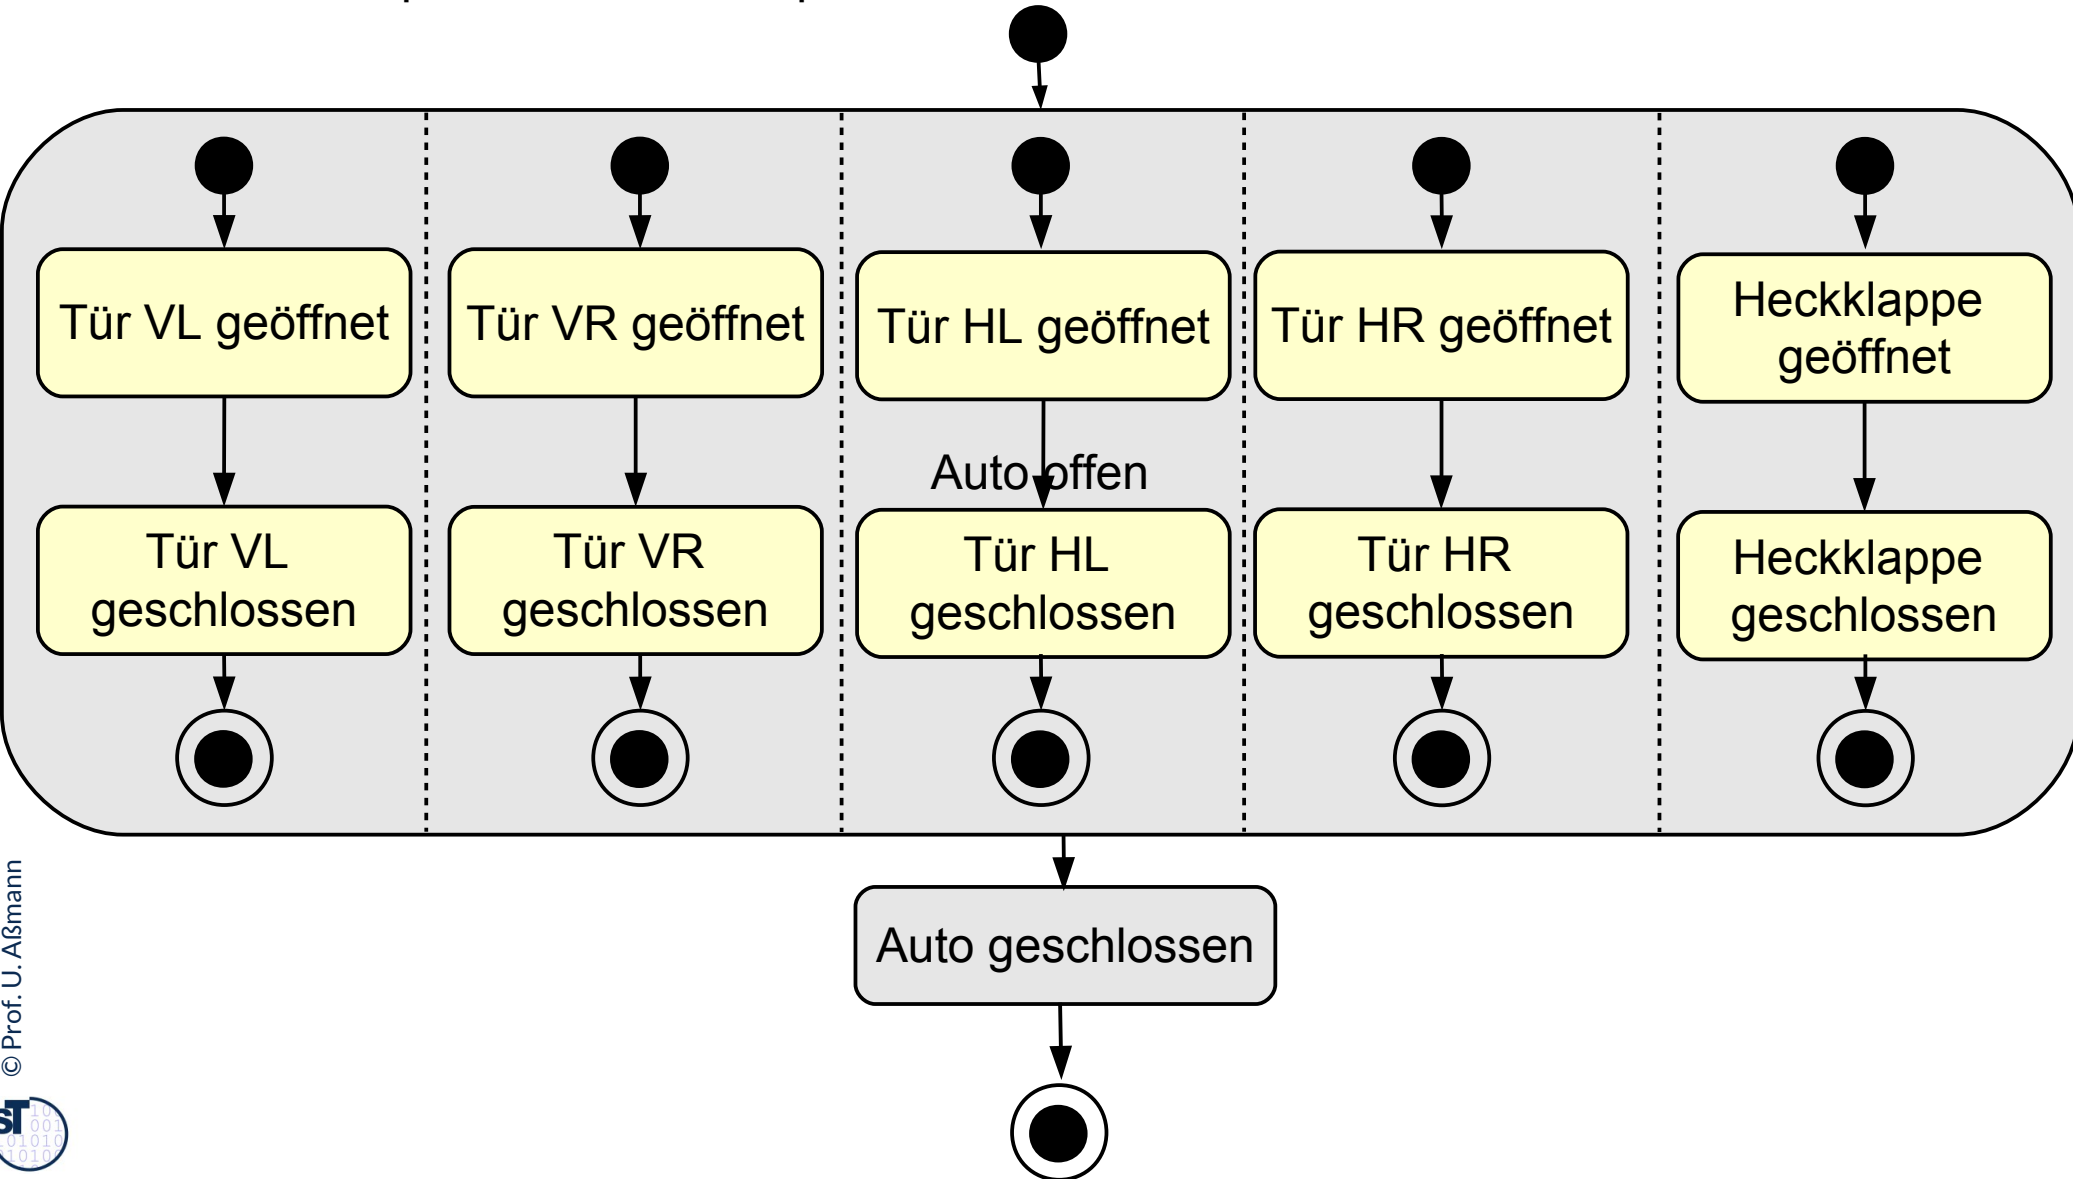 Tür VL geöffnet
Tür VR geöffnet
Tür HL geöffnet
Tür HR geöffnet
Heckklappe
geöffnet
Auto offen
Tür VL
geschlossen
Tür VR
geschlossen
Tür HL
geschlossen
Tür HR
geschlossen
Heckklappe
geschlossen
Auto geschlossen
© Prof. U. Aßmann
sT